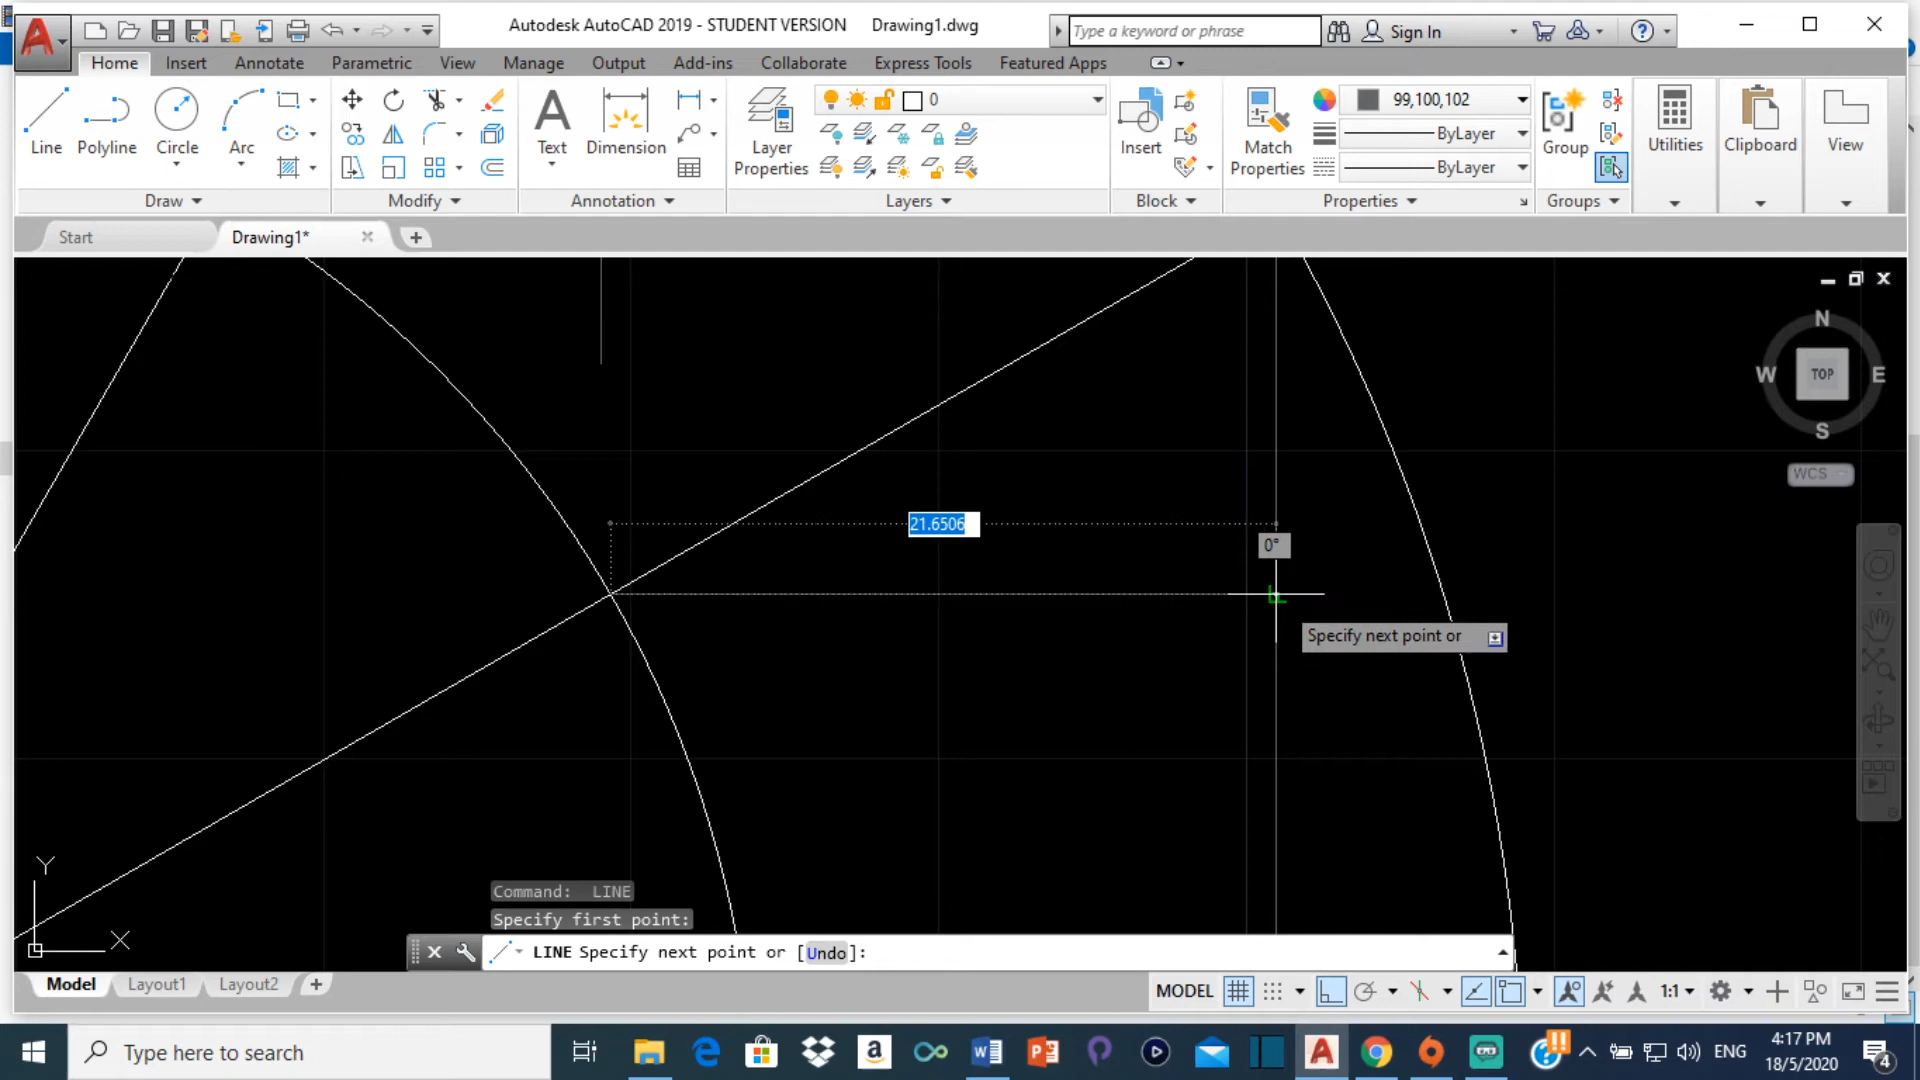 Autodesk AutoCAD 2019 - STUDENT VERSION Drawing1.dwg
Type a keyword or phrase
Sign In
Home Insert Annotate Parametric View Manage Output Add-ins Collaborate Express Tools Featured Apps
Line Polyline Circle Arc
Text Dimension
Layer Properties
0
Insert
Match Properties
99,100,102
ByLayer
ByLayer
Group
Utilities
Clipboard
View
Draw Modify Annotation Layers Block Properties Groups
Start Drawing1*
N
W TOP E
S
WCS
21.6506
0°
Specify next point or
Y
X
Command: LINE
Specify first point:
LINE Specify next point or [Undo]:
Model Layout1 Layout2
MODEL 1:1
Type here to search
ENG
4:17 PM
18/5/2020
4